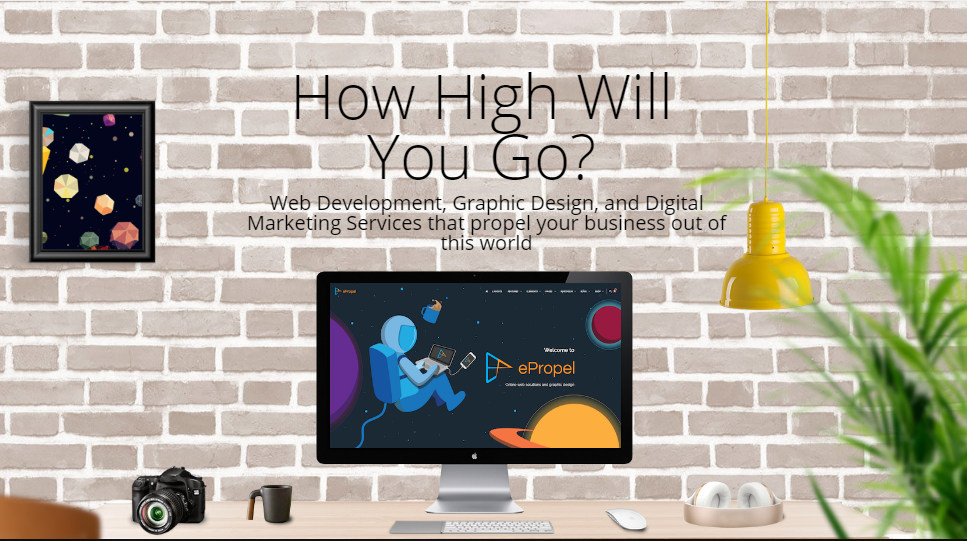 How High Will
You Go?
Web Development, Graphic Design, and Digital
Marketing Services that propel your business out of
this world
ePropel
Welcome to
ePropel
Online web solutions and graphic design